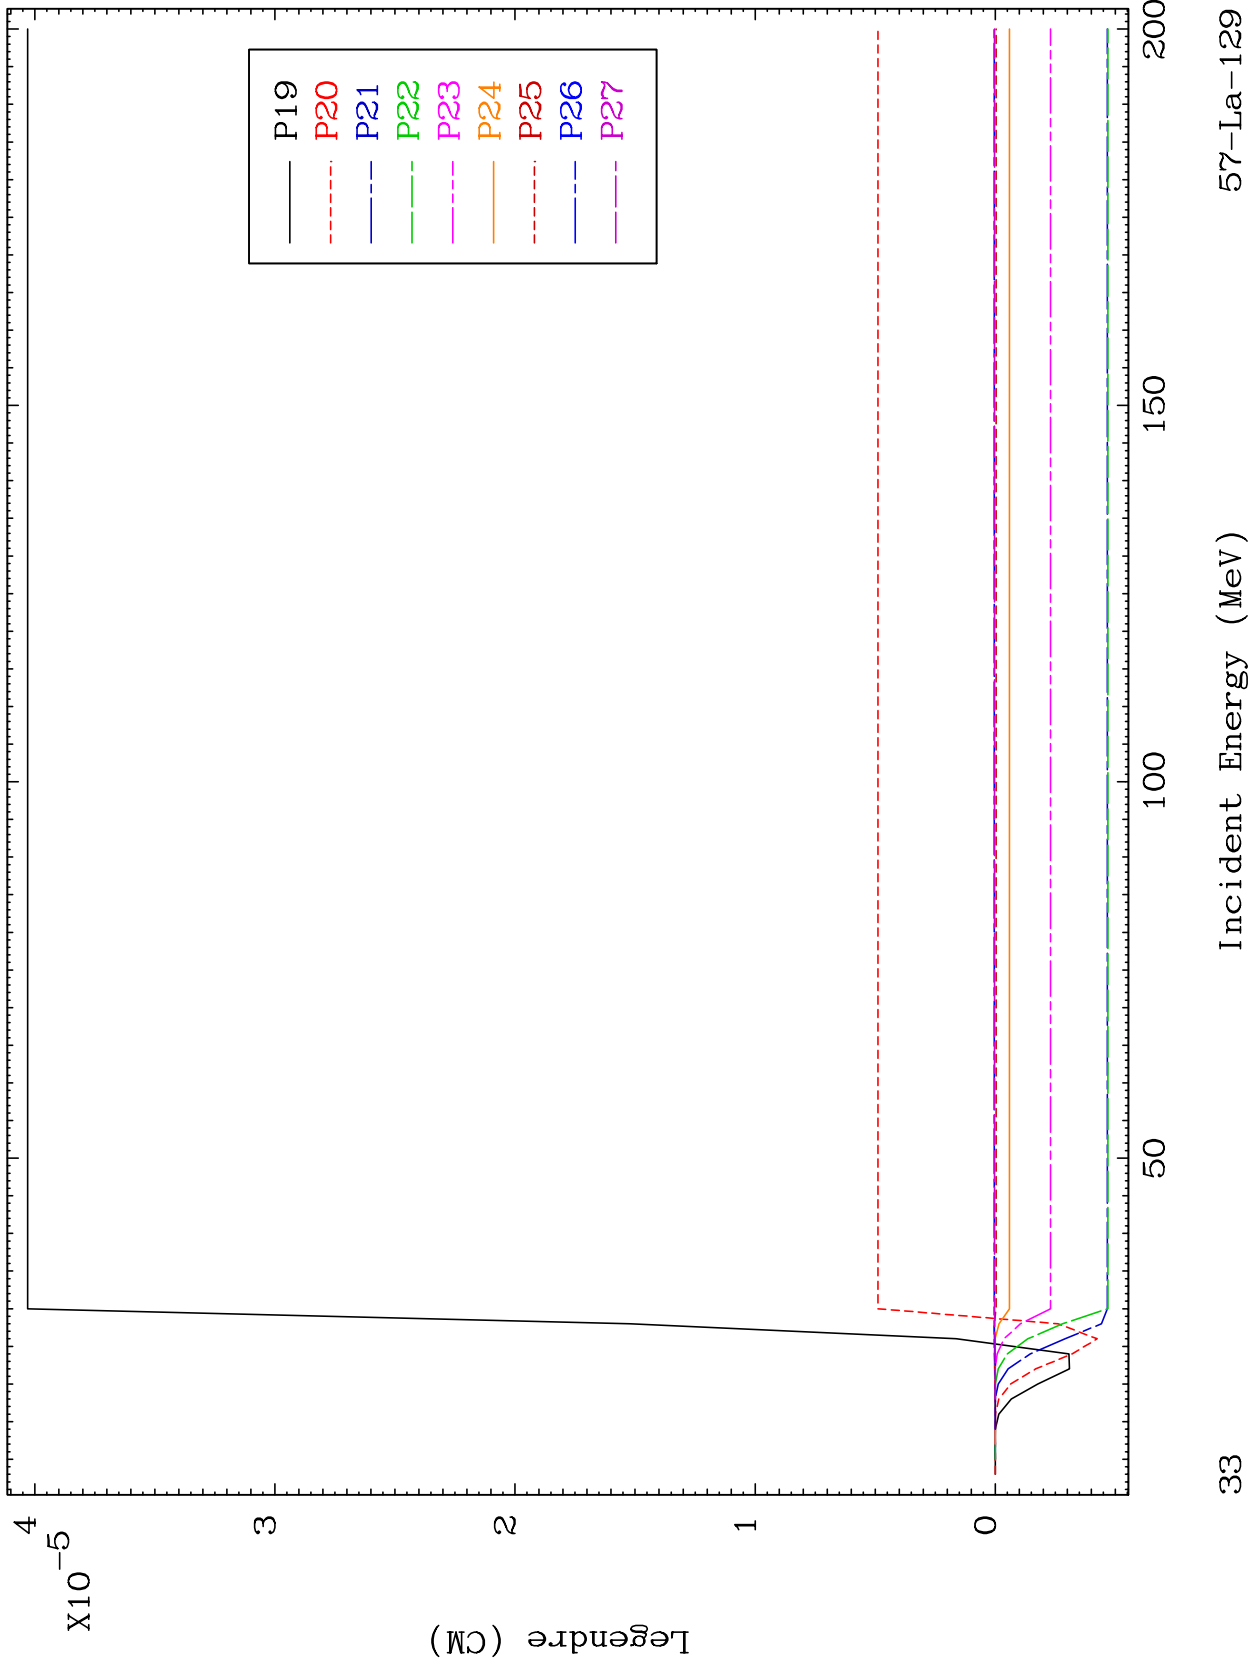 Legendre (CM)
X10⁻⁵
4
3
2
1
0
P19
P20
P21
P22
P23
P24
P25
P26
P27
50
100
150
200
Incident Energy (MeV)
33
57-La-129